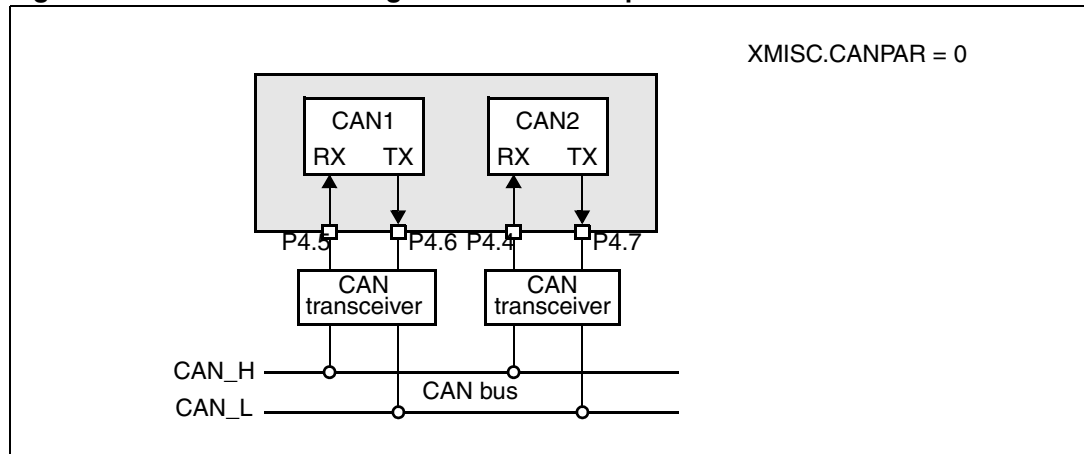 XMISC.CANPAR = 0
CAN1
CAN2
RX TX
RX TX
P4.5
P4.6
P4.4
P4.7
CAN
transceiver
CAN
transceiver
CAN_H
CAN bus
CAN_L